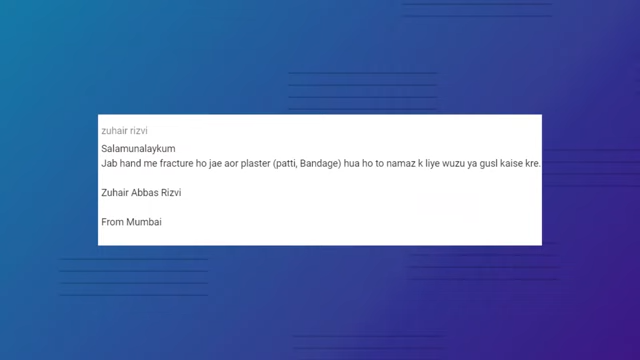 zuhair rizvi
Salamunalaykum
Jab hand me fracture ho jae aor plaster (patti, Bandage) hua ho to namaz k liye wuzu ya gusl kaise kre.
Zuhair Abbas Rizvi
From Mumbai